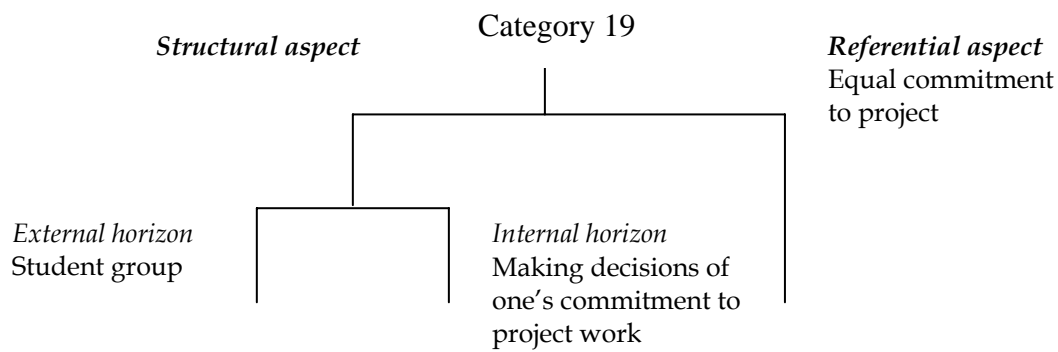 Category 19
Structural aspect
Referential aspect
Equal commitment
to project
External horizon
Student group
Internal horizon
Making decisions of
one's commitment to
project work